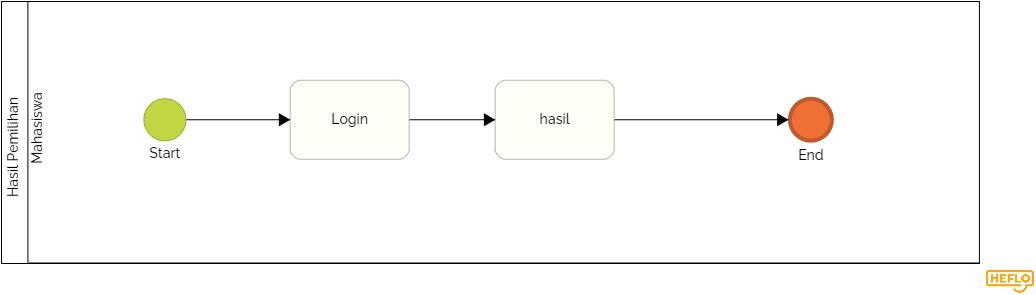 Hasil Pemilihan
Mahasiswa
Start
Login
hasil
End
HEFLO